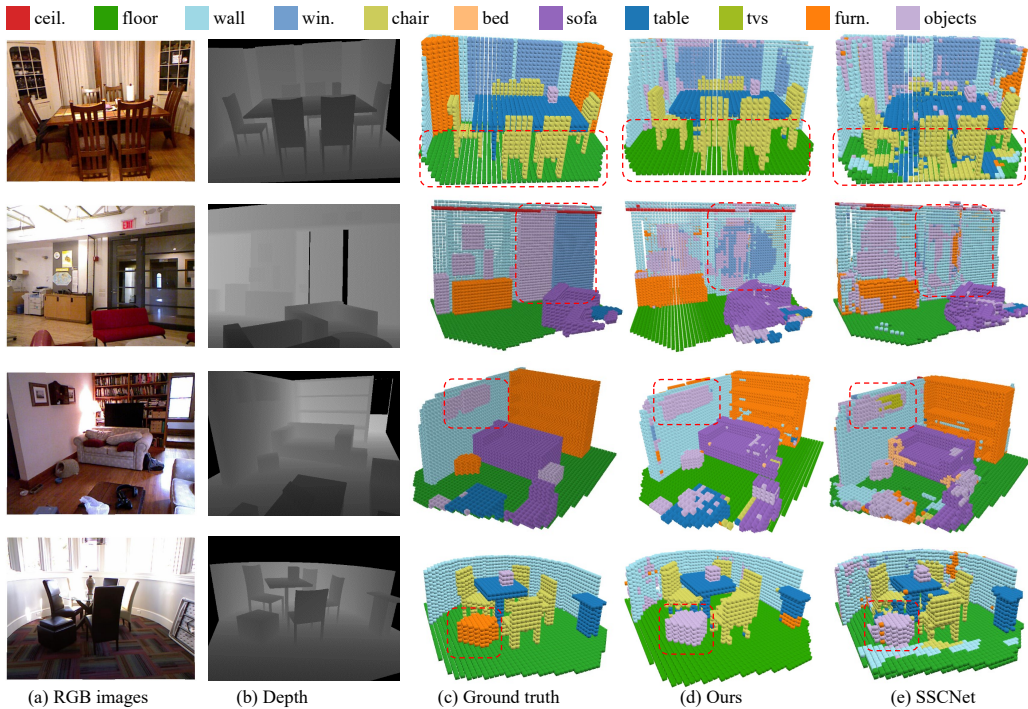 ceil. floor wall win. chair bed sofa table tvs furn. objects
(a) RGB images (b) Depth (c) Ground truth (d) Ours (e) SSCNet